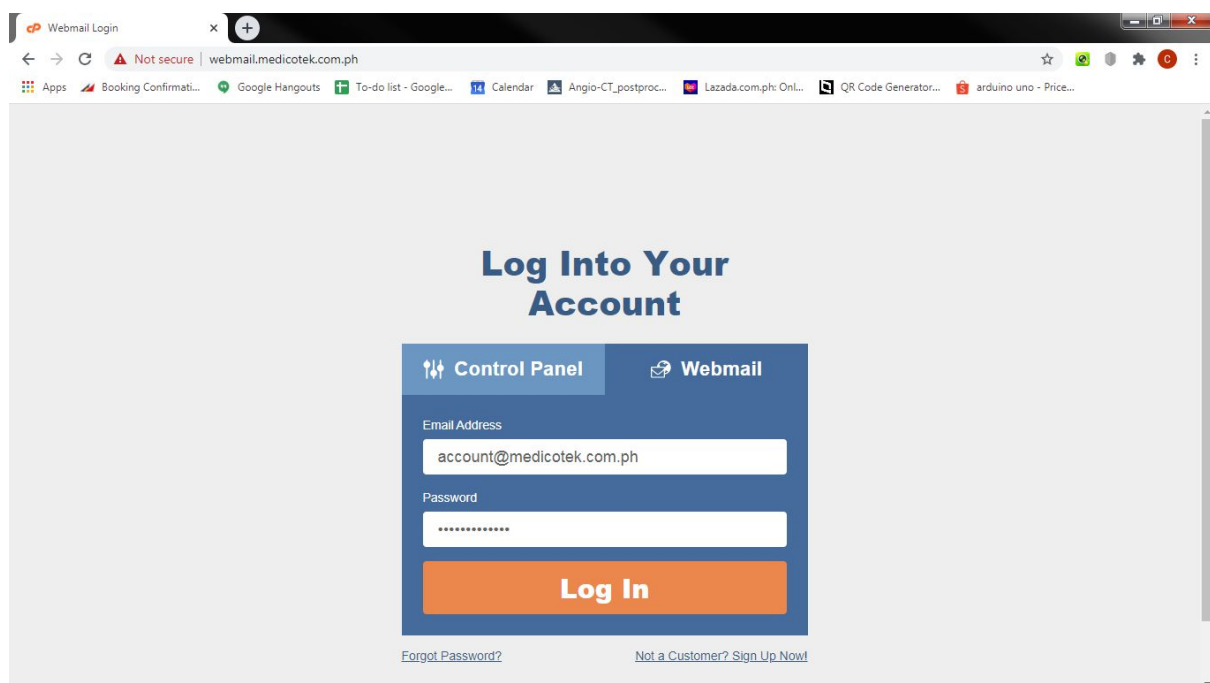 Webmail Login
Not secure | webmail.medicotek.com.ph
Apps Booking Confirmati... Google Hangouts To-do list - Google... 14 Calendar Angio-CT_postproc... Lazada.com.ph: Onl... QR Code Generator... arduino uno - Price...
Log Into Your
Account
Control Panel Webmail
Email Address
account@medicotek.com.ph
Password
•••••••••••••
Log In
Forgot Password? Not a Customer? Sign Up Now!